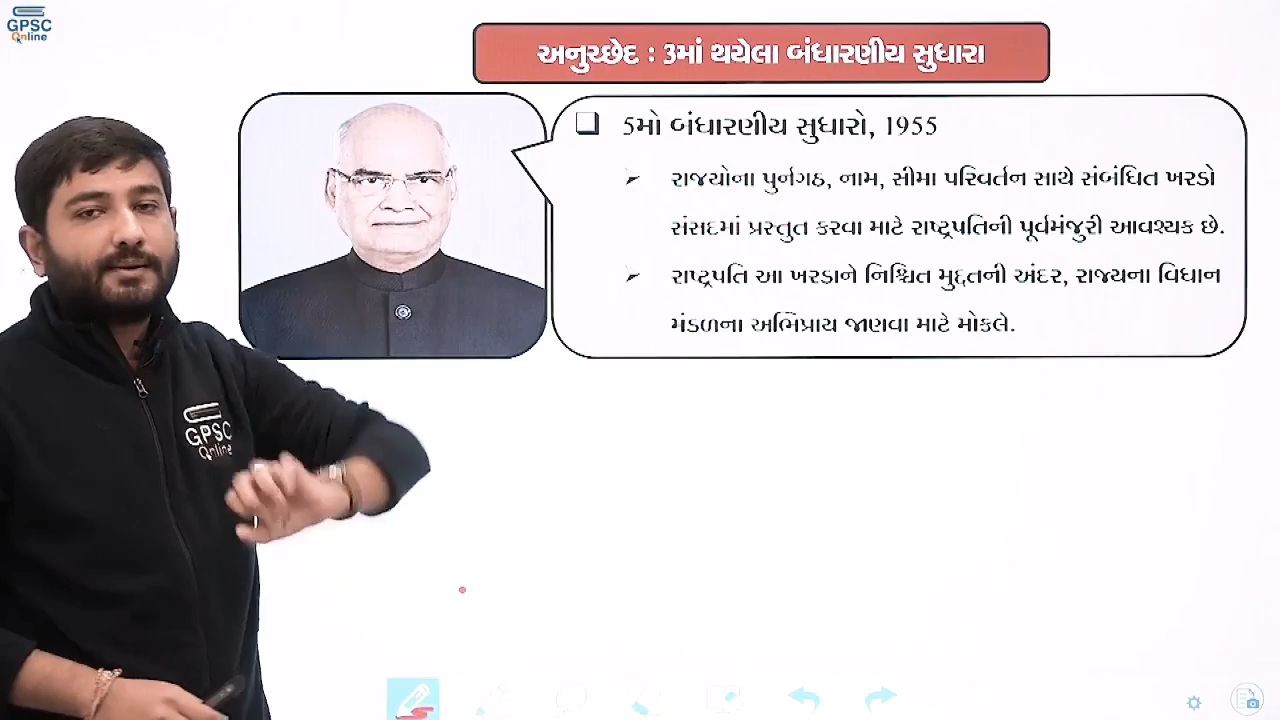 GPSC
Online
અનુચ્છેદ : 3માં થયેલા બંધારણીય સુધારા
5મો બંધારણીય સુધારો, 1955
રાજયોના પુર્નગઠ, નામ, સીમા પરિવર્તન સાથે સંબંધિત ખરડો
સંસદમાં પ્રસ્તુત કરવા માટે રાષ્ટ્રપતિની પૂર્વમંજુરી આવશ્યક છે.
રાષ્ટ્રપતિ આ ખરડાને નિશ્ચિત મુદ્દતની અંદર, રાજ્યના વિધાન
મંડળના અભિપ્રાય જાણવા માટે મોકલે.
GPSC
Online